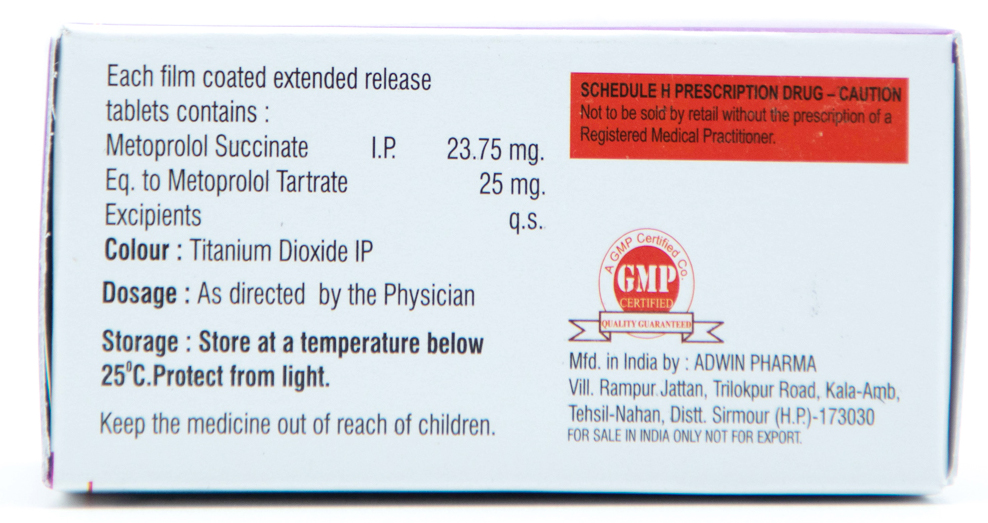 Each film coated extended release
tablets contains :
Metoprolol Succinate I.P. 23.75 mg.
Eq. to Metoprolol Tartrate 25 mg.
Excipients q.s.
Colour : Titanium Dioxide IP
Dosage : As directed by the Physician
Storage : Store at a temperature below
25⁰C.Protect from light.
Keep the medicine out of reach of children.
SCHEDULE H PRESCRIPTION DRUG – CAUTION
Not to be sold by retail without the prescription of a
Registered Medical Practitioner.
A GMP Certified Co.
GMP
CERTIFIED
QUALITY GUARANTEED
Mfd. in India by : ADWIN PHARMA
Vill. Rampur Jattan, Trilokpur Road, Kala-Amb,
Tehsil-Nahan, Distt. Sirmour (H.P.)-173030
FOR SALE IN INDIA ONLY NOT FOR EXPORT.